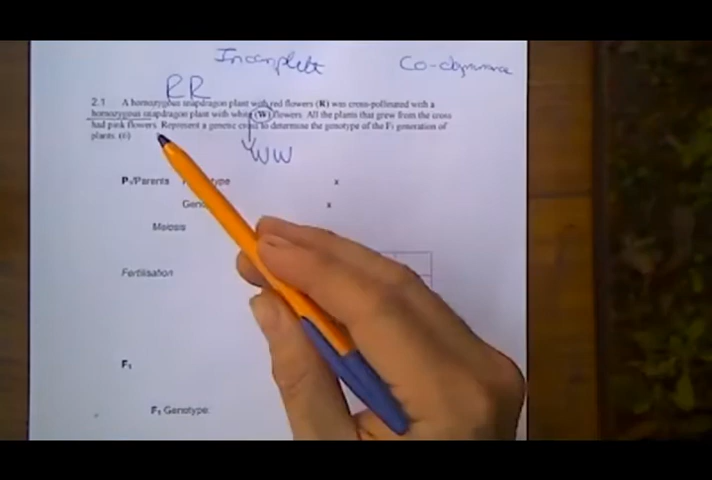 Incomplete Co-dominance
RR
2.1 A homozygous snapdragon plant with red flowers (R) was cross-pollinated with a
homozygous snapdragon plant with white (W) flowers. All the plants that grew from the cross
had pink flowers. Represent a genetic cross to determine the genotype of the F1 generation of
plants. (6)
WW
P1/Parents x
x
Meiosis
Fertilisation
F1
F1 Genotype: